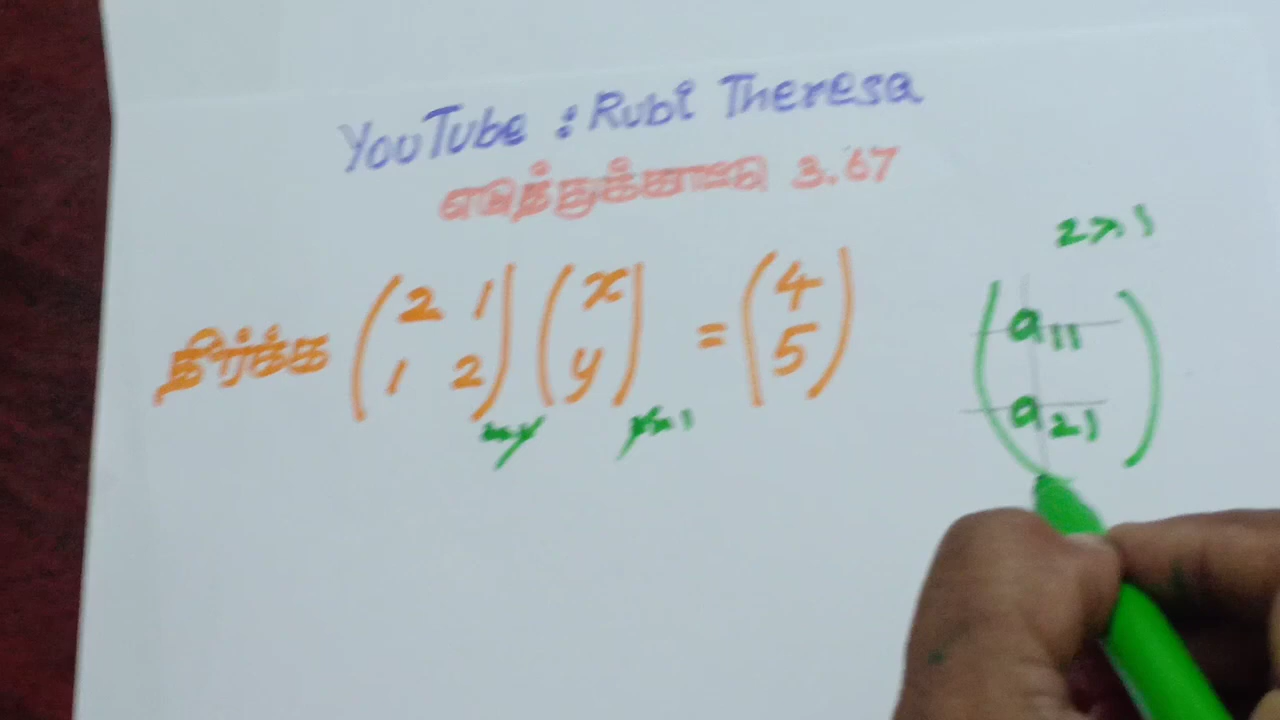 YouTube : Rubi Theresa
எடுத்துக்காட்டு 3.67
தீர்க்க ( 2 1 ) ( x ) = ( 4 )
( 1 2 ) ( y ) ( 5 )
2×1
a11
a21